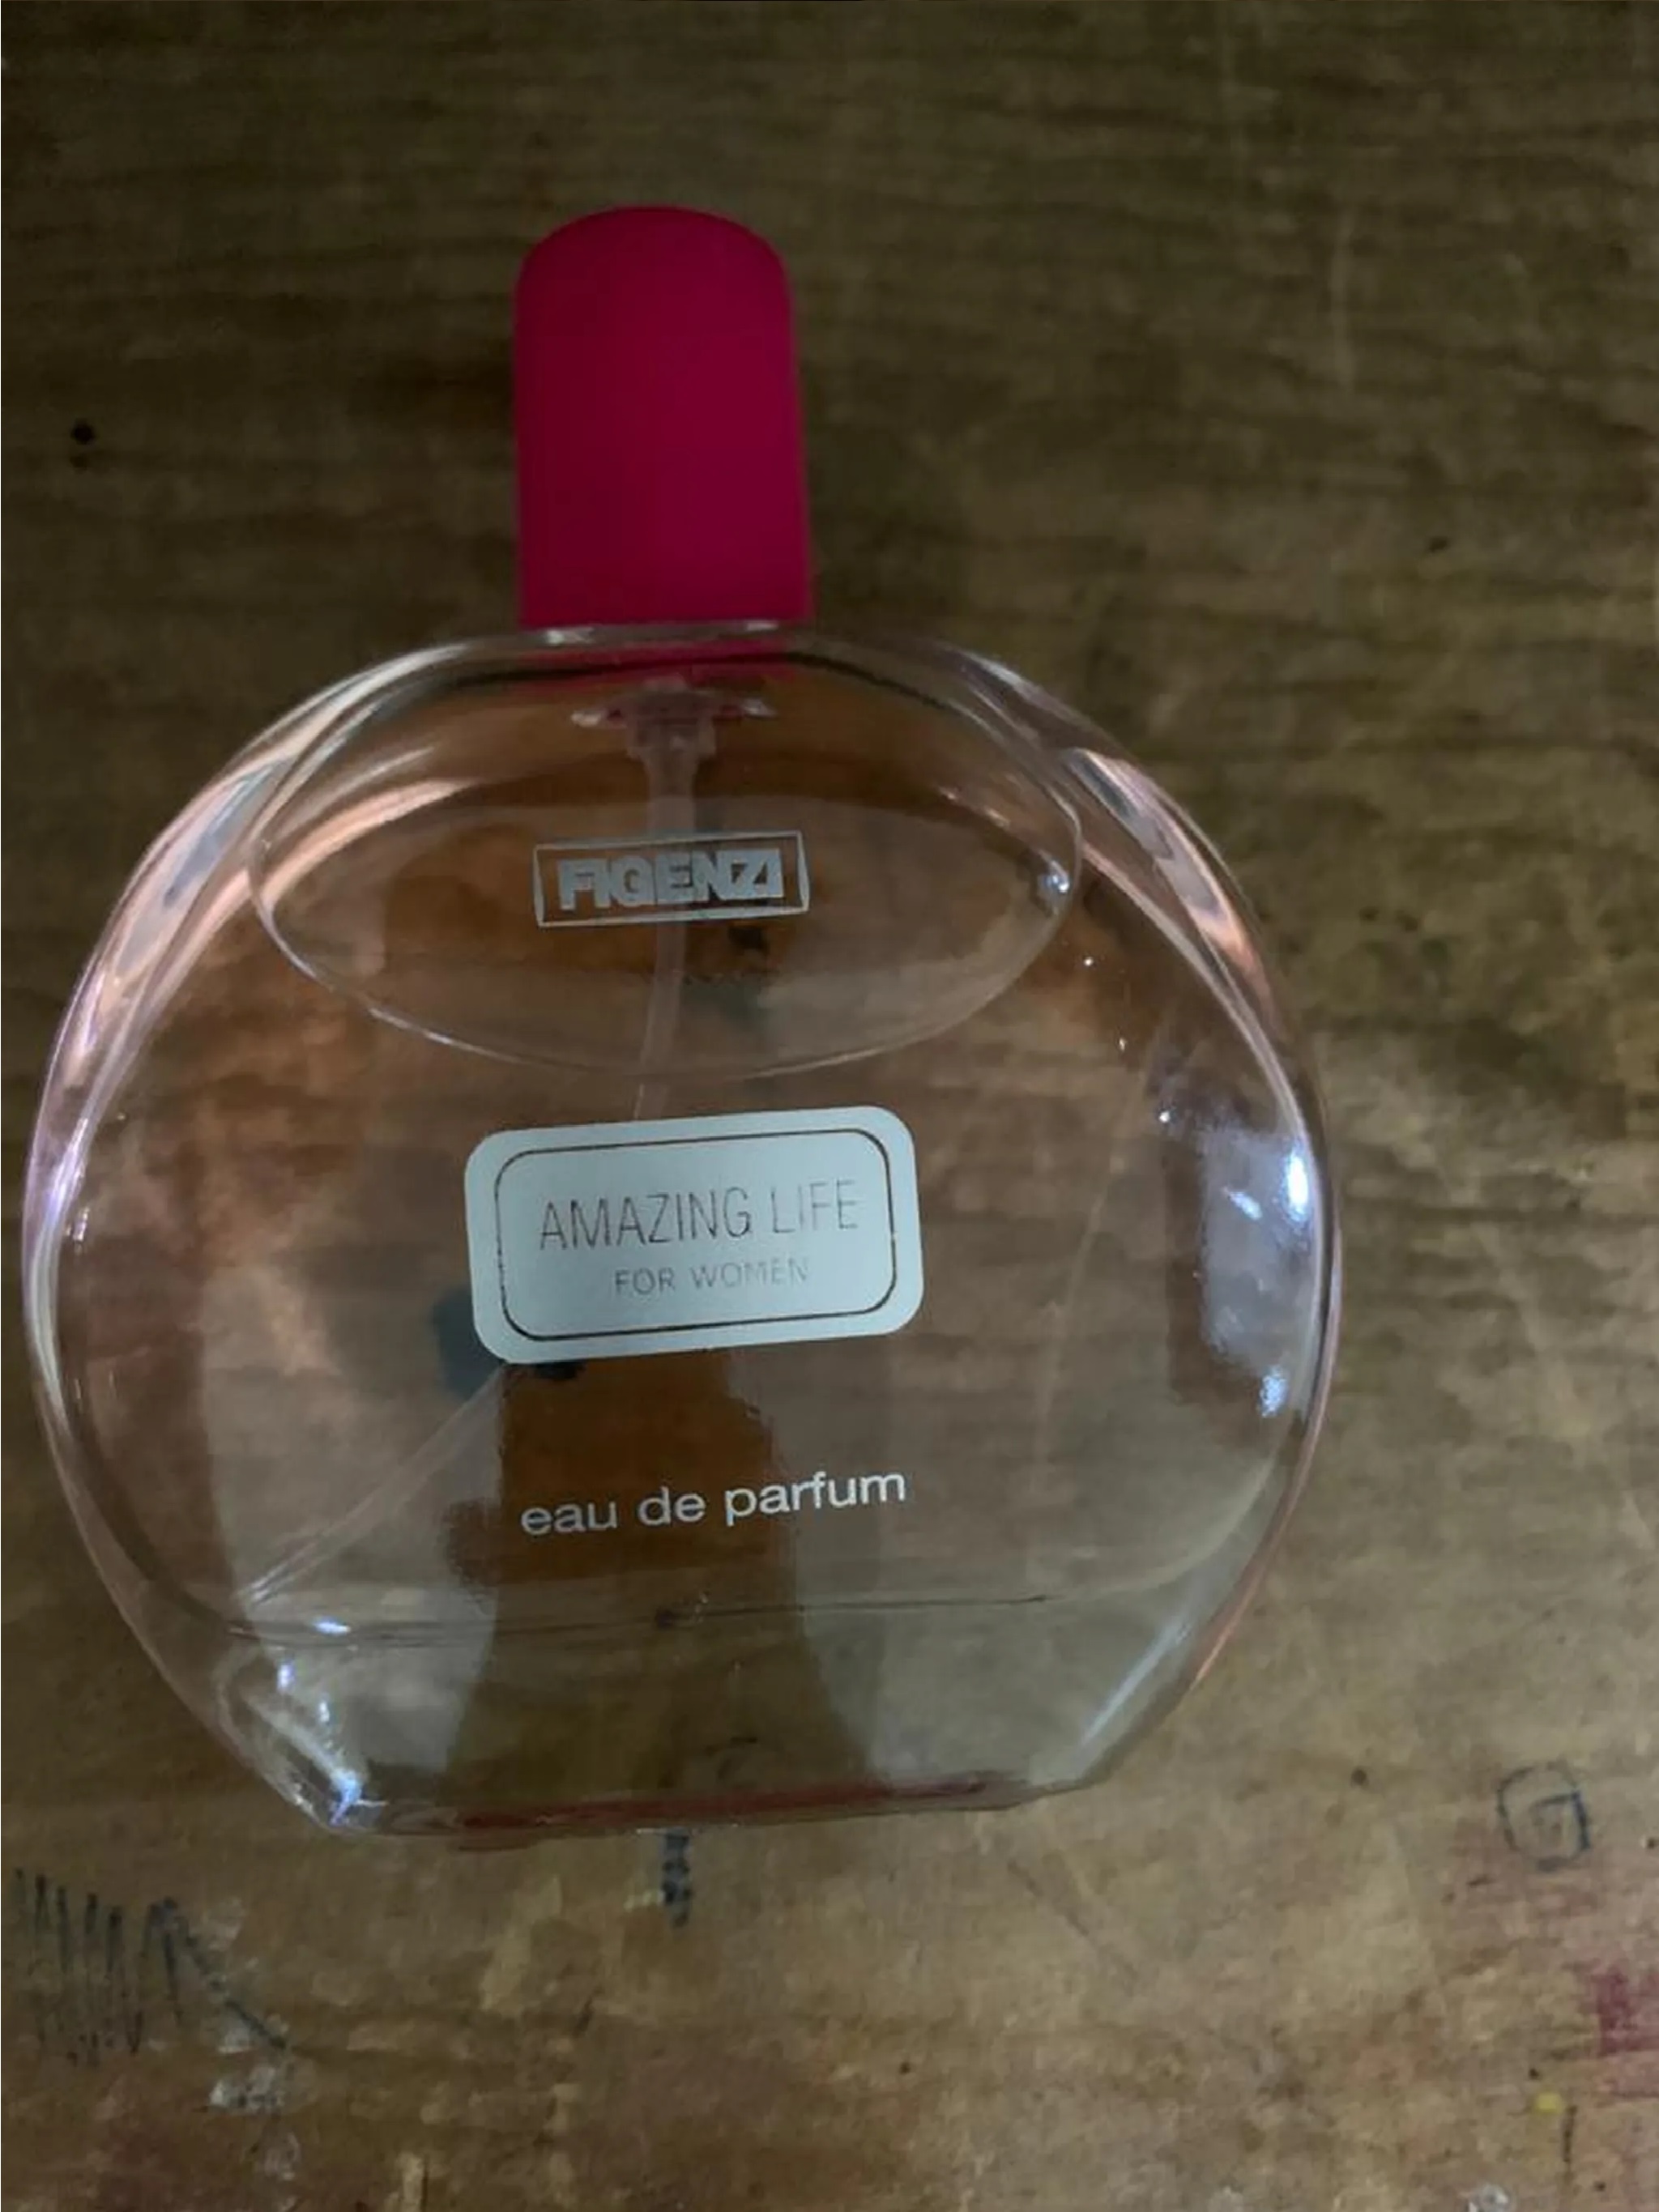 FIGENZI
AMAZING LIFE
FOR WOMEN
eau de parfum